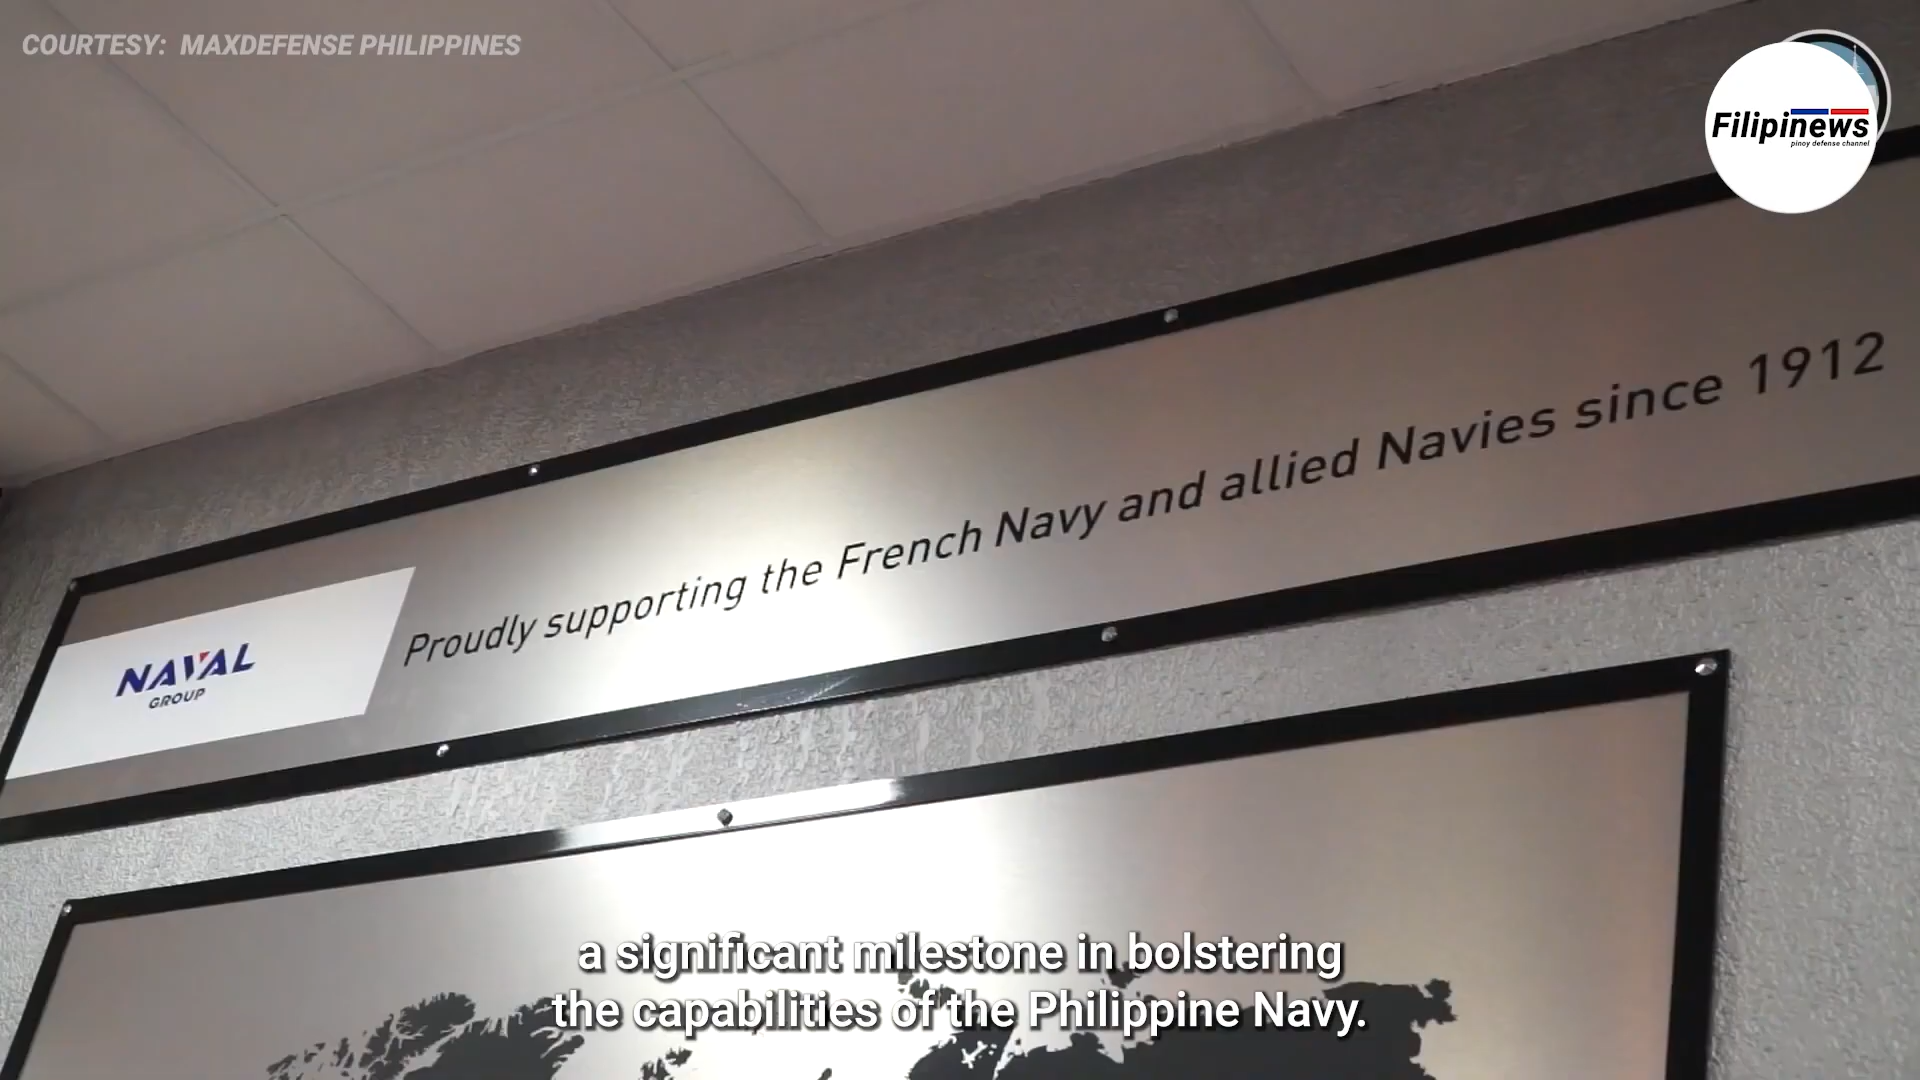 COURTESY: MAXDEFENSE PHILIPPINES
Filipinews
pinoy defense channel
Proudly supporting the French Navy and allied Navies since 1912
NAVAL
GROUP
a significant milestone in bolstering
the capabilities of the Philippine Navy.